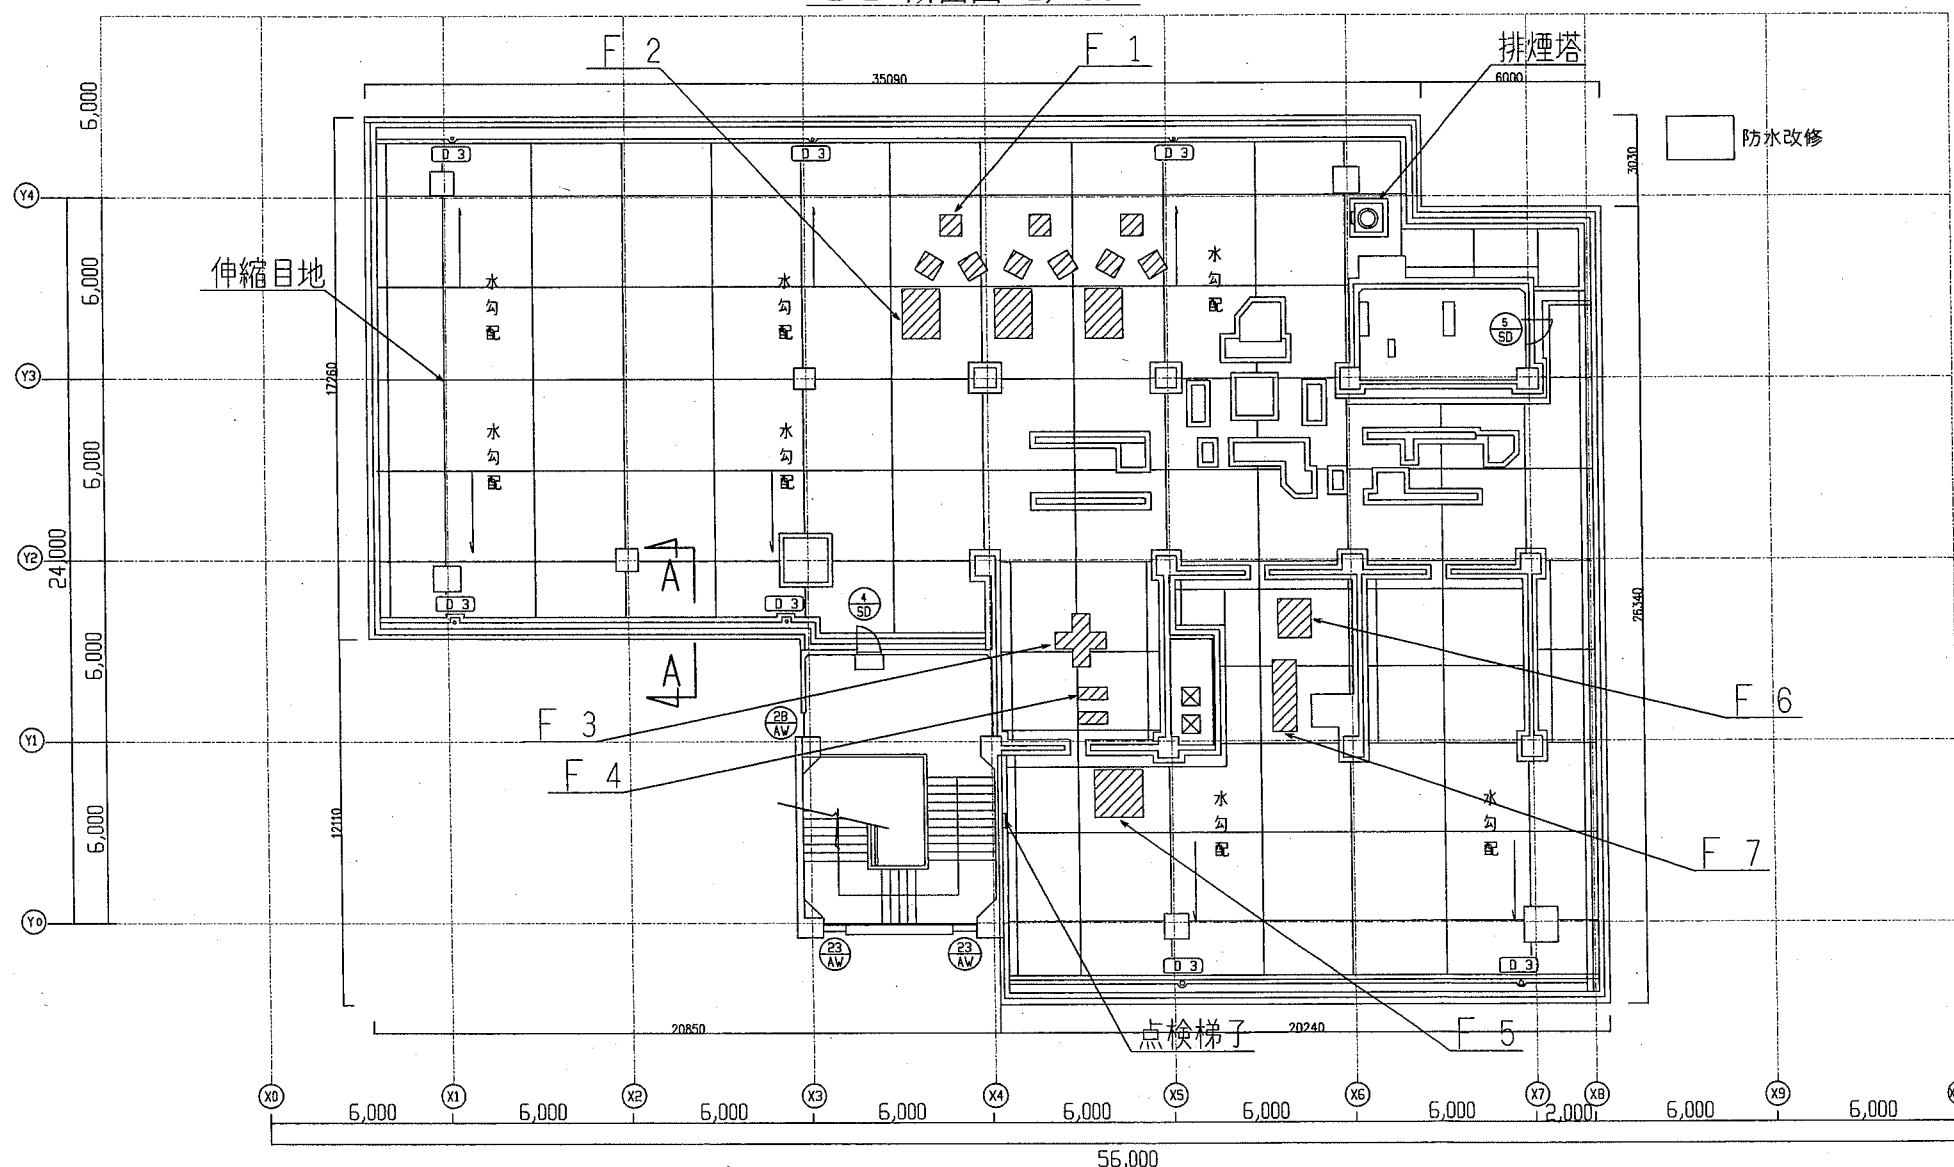 F 2
F 1
排煙塔
35090
6000
防水改修
3030
6,000
D 3
D 3
D 3
Y4
伸縮目地
水勾配
水勾配
水勾配
6,000
5
SD
Y3
17260
水勾配
水勾配
6,000
Y2
24,000
A
D 3
D 3
4
SD
26340
6,000
A
F 3
F 6
28
AW
Y1
F 4
水勾配
水勾配
12110
6,000
F 7
Y0
23
AW
23
AW
D 3
D 3
20850
点検梯子
20240
F 5
X0
X1
X2
X3
X4
X5
X6
X7
X8
X9
6,000
6,000
6,000
6,000
6,000
6,000
6,000
2,000
6,000
6,000
56,000